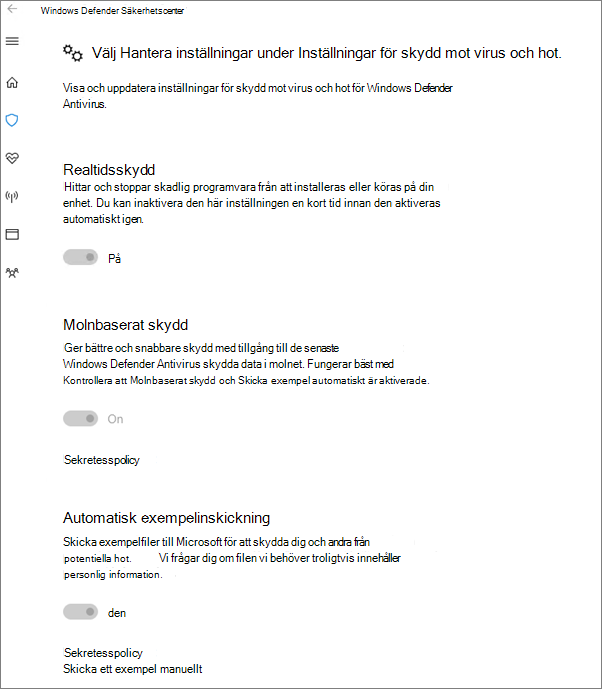 Windows Defender Säkerhetscenter
Välj Hantera inställningar under Inställningar för skydd mot virus och hot.
Visa och uppdatera inställningar för skydd mot virus och hot för Windows Defender
Antivirus.
Realtidsskydd
Hittar och stoppar skadlig programvara från att installeras eller köras på din
enhet. Du kan inaktivera den här inställningen en kort tid innan den aktiveras
automatiskt igen.
På
Molnbaserat skydd
Ger bättre och snabbare skydd med tillgång till de senaste
Windows Defender Antivirus skydda data i molnet. Fungerar bäst med
Kontrollera att Molnbaserat skydd och Skicka exempel automatiskt är aktiverade.
On
Sekretesspolicy
Automatisk exempelinskickning
Skicka exempelfiler till Microsoft för att skydda dig och andra från
potentiella hot. Vi frågar dig om filen vi behöver troligtvis innehåller
personlig information.
den
Sekretesspolicy
Skicka ett exempel manuellt